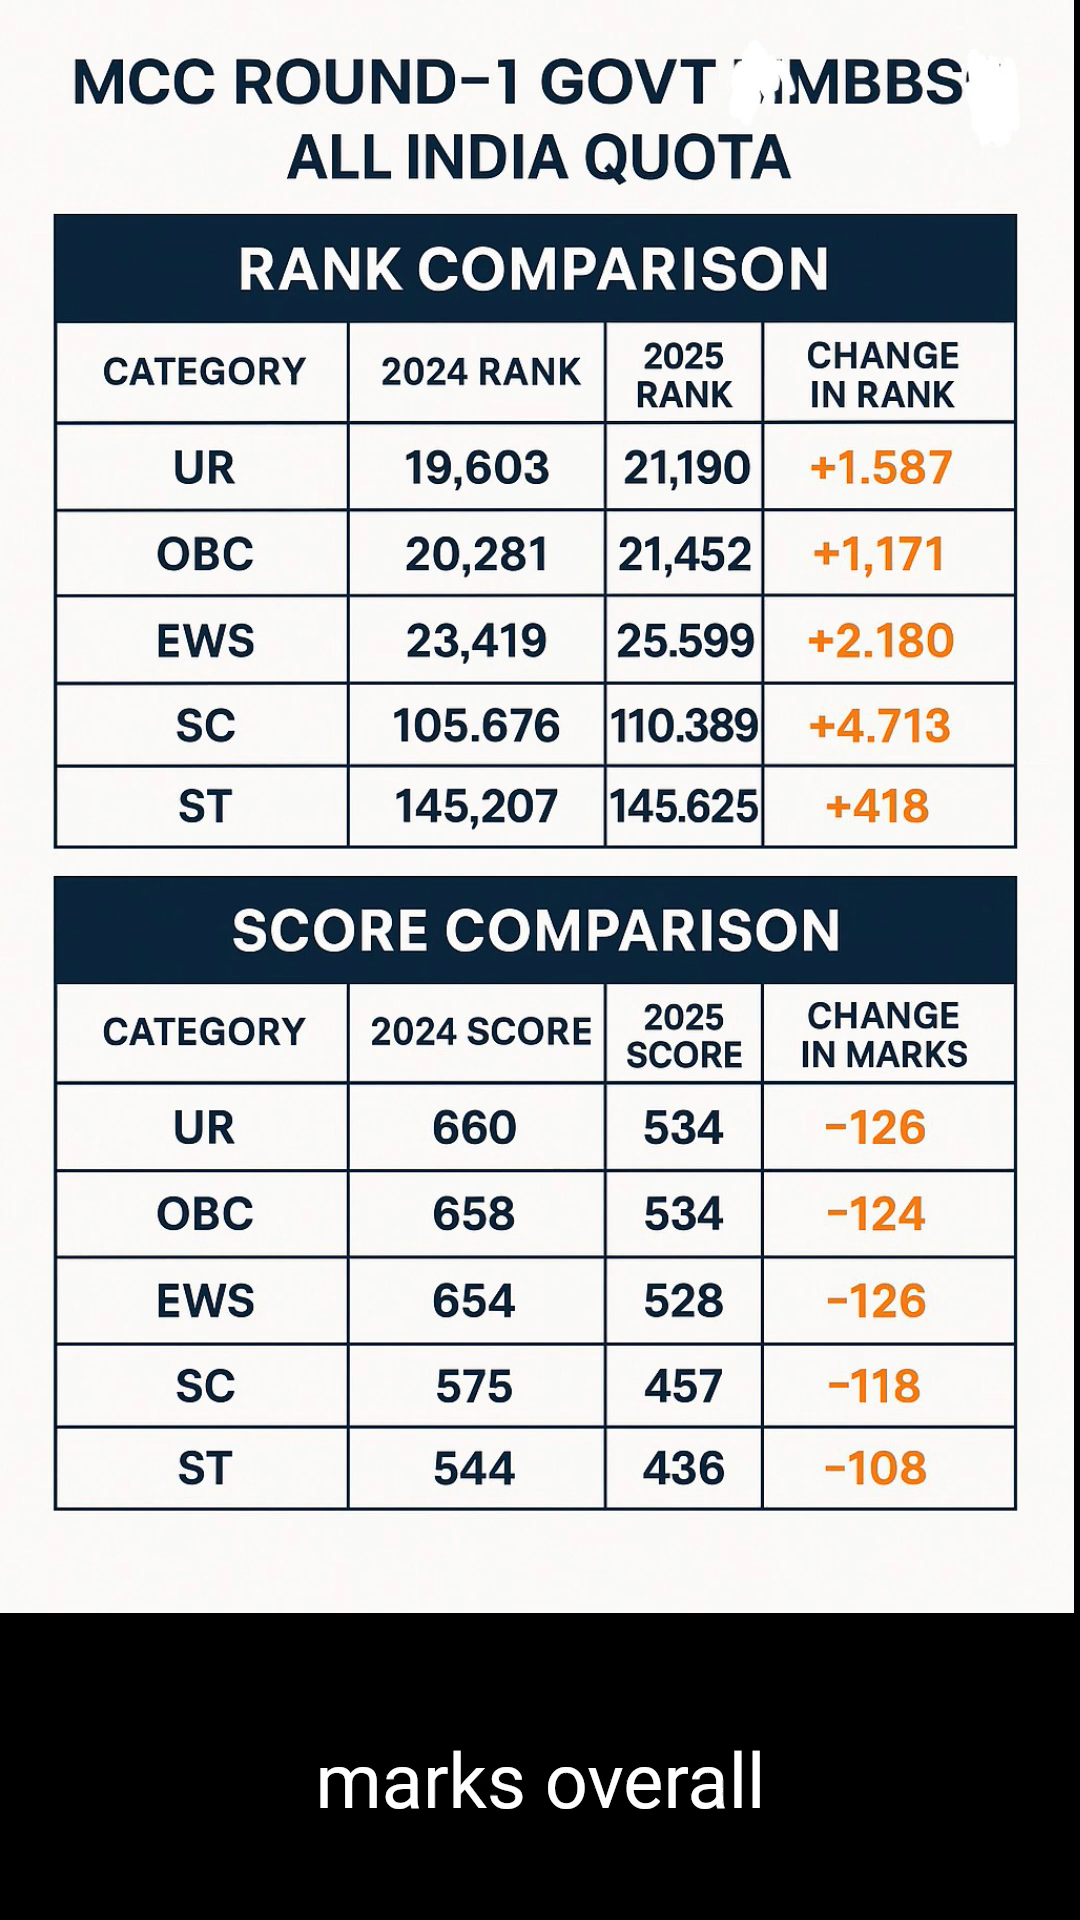 MCC ROUND-1 GOVT MBBS
ALL INDIA QUOTA
RANK COMPARISON
CATEGORY 2024 RANK 2025 RANK CHANGE IN RANK
UR 19,603 21,190 +1.587
OBC 20,281 21,452 +1,171
EWS 23,419 25.599 +2.180
SC 105.676 110.389 +4.713
ST 145,207 145.625 +418
SCORE COMPARISON
CATEGORY 2024 SCORE 2025 SCORE CHANGE IN MARKS
UR 660 534 -126
OBC 658 534 -124
EWS 654 528 -126
SC 575 457 -118
ST 544 436 -108
marks overall